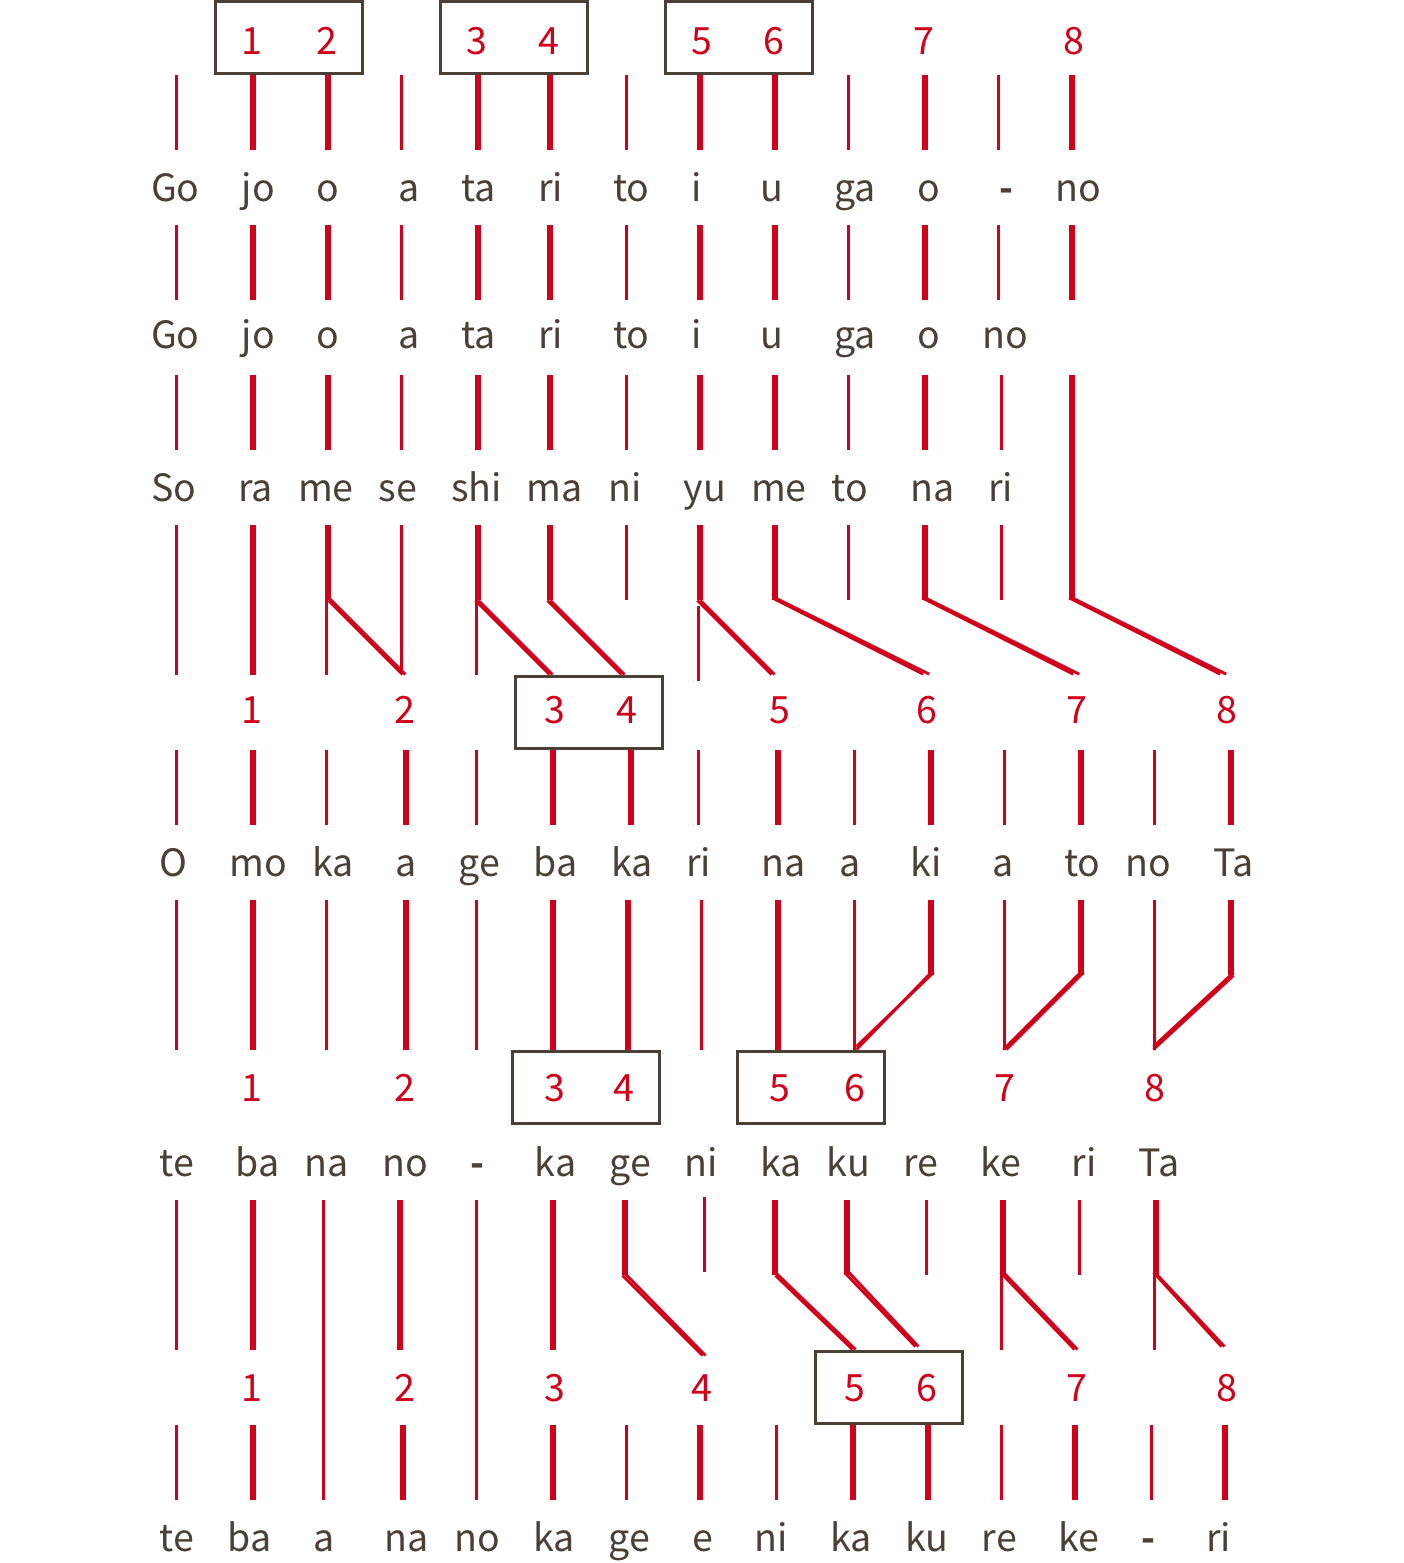 1 2 3 4 5 6 7 8
Go jo o a ta ri to i u ga o - no
Go jo o a ta ri to i u ga o no
So ra me se shi ma ni yu me to na ri
1 2 3 4 5 6 7 8
O mo ka a ge ba ka ri na a ki a to no Ta
1 2 3 4 5 6 7 8
te ba na no - ka ge ni ka ku re ke ri Ta
1 2 3 4 5 6 7 8
te ba a na no ka ge e ni ka ku re ke - ri